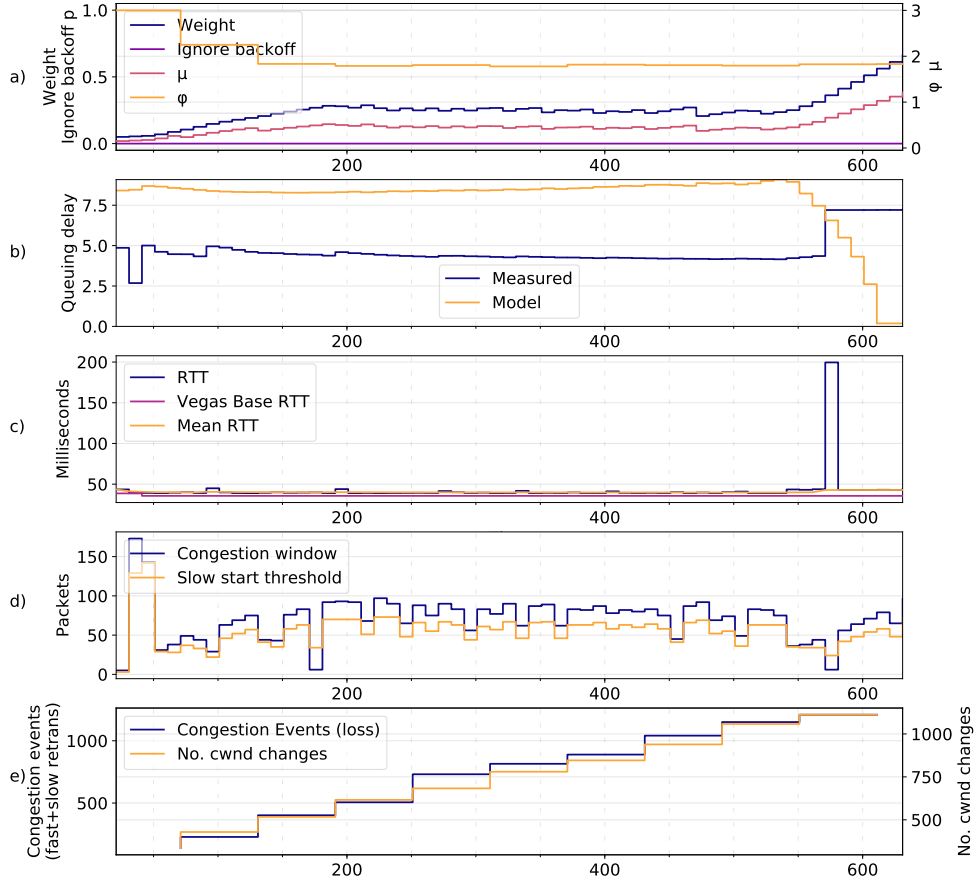 a)
Weight
Ignore backoff p
1.0
0.5
0.0
Weight
Ignore backoff
μ
φ
3
2
1
0
μ
φ
200
400
600
b)
Queuing delay
7.5
5.0
2.5
0.0
Measured
Model
200
400
600
c)
Milliseconds
200
150
100
50
RTT
Vegas Base RTT
Mean RTT
200
400
600
d)
Packets
150
100
50
0
Congestion window
Slow start threshold
200
400
600
e)
Congestion events
(fast+slow retrans)
1000
500
Congestion Events (loss)
No. cwnd changes
1000
750
500
No. cwnd changes
200
400
600